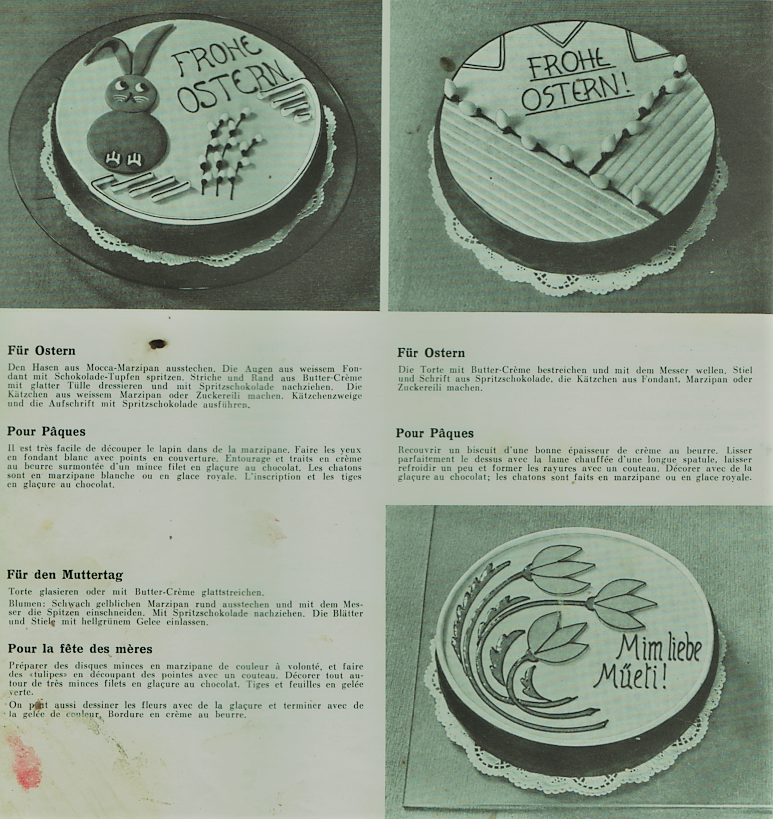 FROHE
OSTERN.
FROHE
OSTERN!
Für Ostern
Den Hasen aus Mocca-Marzipan ausstechen. Die Augen aus weissem Fon-
dant mit Schokolade-Tupfen spritzen. Striche und Rand aus Butter-Crème
mit glatter Tülle dressieren und mit Spritzschokolade nachziehen. Die
Kätzchen aus weissem Marzipan oder Zuckereili machen. Kätzchenzweige
und die Aufschrift mit Spritzschokolade ausführen.
Pour Pâques
Il est très facile de découper le lapin dans de la marzipane. Faire les yeux
en fondant blanc avec points en couverture. Entourage et traits en crème
au beurre surmontée d'un mince filet en glaçure au chocolat. Les chatons
sont en marzipane blanche ou en glace royale. L'inscription et les tiges
en glaçure au chocolat.
Für Ostern
Die Torte mit Butter-Crème bestreichen und mit dem Messer wellen. Stiel
und Schrift aus Spritzschokolade, die Kätzchen aus Fondant, Marzipan oder
Zuckereili machen.
Pour Pâques
Recouvrir un biscuit d'une bonne épaisseur de crème au beurre. Lisser
parfaitement le dessus avec la lame chauffée d'une longue spatule, laisser
refroidir un peu et former les rayures avec un couteau. Décorer avec de la
glaçure au chocolat; les chatons sont faits en marzipane ou en glace royale.
Für den Muttertag
Torte glasieren oder mit Butter-Crème glattstreichen.
Blumen: Schwach gelblichen Marzipan rund ausstechen und mit dem Mes-
ser die Spitzen einschneiden. Mit Spritzschokolade nachziehen. Die Blätter
und Stiele mit hellgrünem Gelee einlassen.
Pour la fête des mères
Préparer des disques minces en marzipane de couleur à volonté, et faire
des «tulipes» en découpant des pointes avec un couteau. Décorer tout au-
tour de très minces filets en glaçure au chocolat. Tiges et feuilles en gelée
verte.
On peut aussi dessiner les fleurs avec de la glaçure et terminer avec de
la gelée de couleur. Bordure en crème au beurre.
Mim liebe
Müeti!